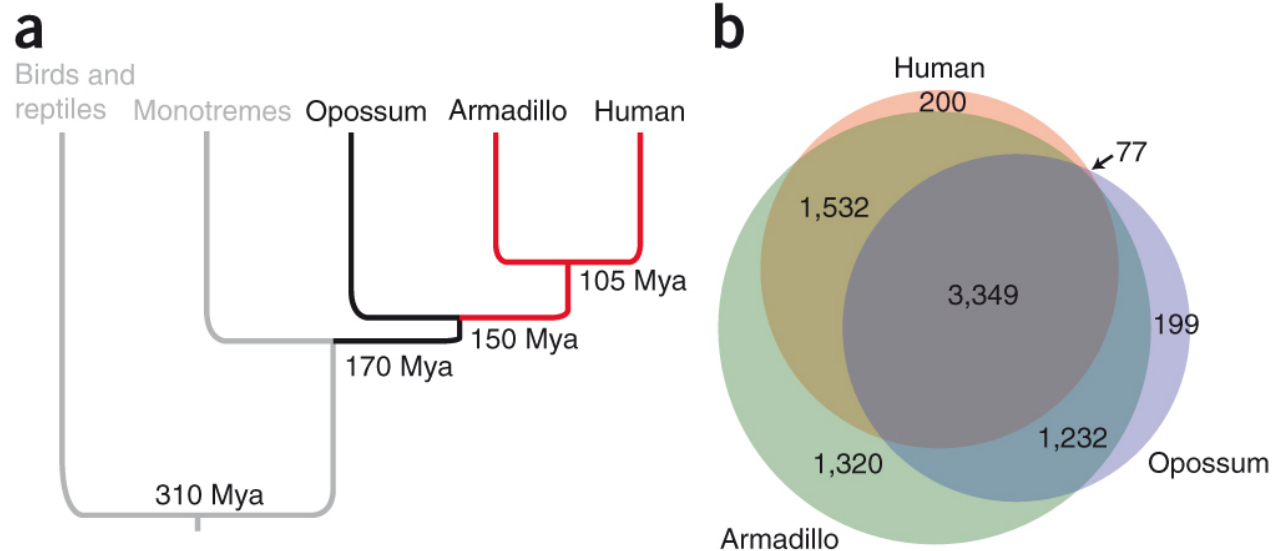 a
Birds and
reptiles
Monotremes
Opossum
Armadillo
Human
105 Mya
150 Mya
170 Mya
310 Mya
b
Human
200
77
1,532
3,349
199
1,232
1,320
Opossum
Armadillo